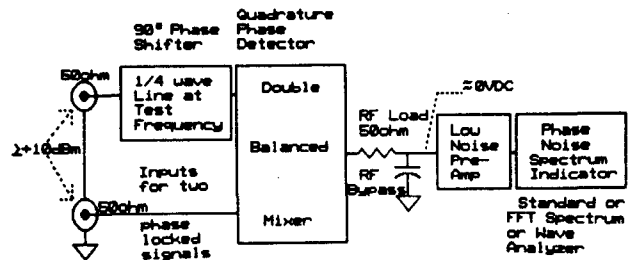 90° Phase
Shifter
Quadrature
Phase
Detector
50ohm
1/4 wave
Line at
Test
Frequency
Double
Balanced
Mixer
≥+10dBm
Inputs
for two
phase
locked
signals
50ohm
RF Load
50ohm
RF
Bypass
≈0VDC
Low
Noise
Pre-
Amp
Phase
Noise
Spectrum
Indicator
Standard or
FFT Spectrum
or Wave
Analyzer